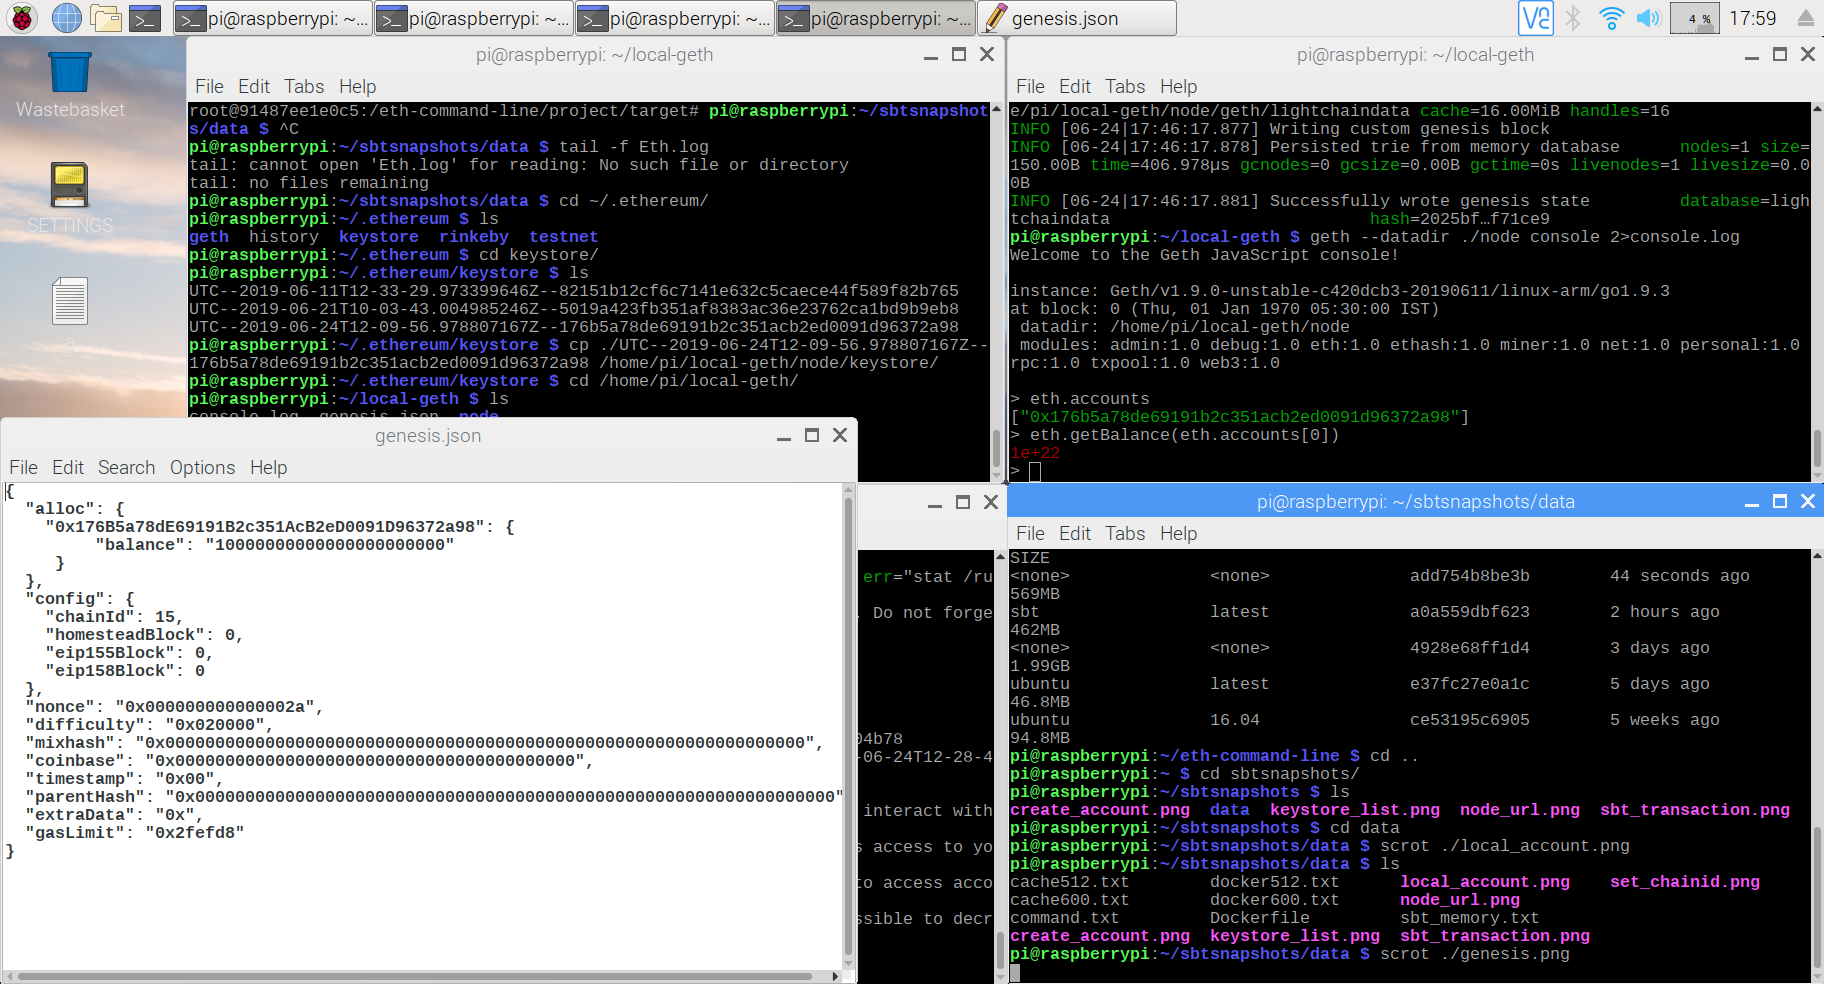 pi@raspberrypi: ~... pi@raspberrypi: ~... pi@raspberrypi: ~... pi@raspberrypi: ~... genesis.json 4 % 17:59
Wastebasket
SETTINGS
pi@raspberrypi: ~/local-geth
File Edit Tabs Help
root@91487ee1e0c5:/eth-command-line/project/target# pi@raspberrypi:~/sbtsnapshot
s/data $ ^C
pi@raspberrypi:~/sbtsnapshots/data $ tail -f Eth.log
tail: cannot open 'Eth.log' for reading: No such file or directory
tail: no files remaining
pi@raspberrypi:~/sbtsnapshots/data $ cd ~/.ethereum/
pi@raspberrypi:~/.ethereum $ ls
geth history keystore rinkeby testnet
pi@raspberrypi:~/.ethereum $ cd keystore/
pi@raspberrypi:~/.ethereum/keystore $ ls
UTC--2019-06-11T12-33-29.973399646Z--82151b12cf6c7141e632c5caece44f589f82b765
UTC--2019-06-21T10-03-43.004985246Z--5019a423fb351af8383ac36e23762ca1bd9b9eb8
UTC--2019-06-24T12-09-56.978807167Z--176b5a78de69191b2c351acb2ed0091d96372a98
pi@raspberrypi:~/.ethereum/keystore $ cp ./UTC--2019-06-24T12-09-56.978807167Z--
176b5a78de69191b2c351acb2ed0091d96372a98 /home/pi/local-geth/node/keystore/
pi@raspberrypi:~/.ethereum/keystore $ cd /home/pi/local-geth/
pi@raspberrypi:~/local-geth $ ls
console.log genesis.json node
pi@raspberrypi: ~/local-geth
File Edit Tabs Help
e/pi/local-geth/node/geth/lightchaindata cache=16.00MiB handles=16
INFO [06-24|17:46:17.877] Writing custom genesis block
INFO [06-24|17:46:17.878] Persisted trie from memory database nodes=1 size=
150.00B time=406.978µs gcnodes=0 gcsize=0.00B gctime=0s livenodes=1 livesize=0.0
0B
INFO [06-24|17:46:17.881] Successfully wrote genesis state database=ligh
tchaindata hash=2025bf…f71ce9
pi@raspberrypi:~/local-geth $ geth --datadir ./node console 2>console.log
Welcome to the Geth JavaScript console!
instance: Geth/v1.9.0-unstable-c420dcb3-20190611/linux-arm/go1.9.3
at block: 0 (Thu, 01 Jan 1970 05:30:00 IST)
datadir: /home/pi/local-geth/node
modules: admin:1.0 debug:1.0 eth:1.0 ethash:1.0 miner:1.0 net:1.0 personal:1.0
rpc:1.0 txpool:1.0 web3:1.0
> eth.accounts
["0x176b5a78de69191b2c351acb2ed0091d96372a98"]
> eth.getBalance(eth.accounts[0])
1e+22
>
genesis.json
File Edit Search Options Help
{
"alloc": {
"0x176B5a78dE69191B2c351AcB2eD0091D96372a98": {
"balance": "10000000000000000000000"
}
},
"config": {
"chainId": 15,
"homesteadBlock": 0,
"eip155Block": 0,
"eip158Block": 0
},
"nonce": "0x000000000000002a",
"difficulty": "0x020000",
"mixhash": "0x0000000000000000000000000000000000000000000000000000000000000000",
"coinbase": "0x0000000000000000000000000000000000000000",
"timestamp": "0x00",
"parentHash": "0x0000000000000000000000000000000000000000000000000000000000000000"
"extraData": "0x",
"gasLimit": "0x2fefd8"
}
err="stat /ru
. Do not forge
04b78
-06-24T12-28-4
interact with
s access to yo
to access acco
ssible to decr
pi@raspberrypi: ~/sbtsnapshots/data
File Edit Tabs Help
SIZE
<none> <none> add754b8be3b 44 seconds ago
569MB
sbt latest a0a559dbf623 2 hours ago
462MB
<none> <none> 4928e68ff1d4 3 days ago
1.99GB
ubuntu latest e37fc27e0a1c 5 days ago
46.8MB
ubuntu 16.04 ce53195c6905 5 weeks ago
94.8MB
pi@raspberrypi:~/eth-command-line $ cd ..
pi@raspberrypi:~ $ cd sbtsnapshots/
pi@raspberrypi:~/sbtsnapshots $ ls
create_account.png data keystore_list.png node_url.png sbt_transaction.png
pi@raspberrypi:~/sbtsnapshots $ cd data
pi@raspberrypi:~/sbtsnapshots/data $ scrot ./local_account.png
pi@raspberrypi:~/sbtsnapshots/data $ ls
cache512.txt docker512.txt local_account.png set_chainid.png
cache600.txt docker600.txt node_url.png
command.txt Dockerfile sbt_memory.txt
create_account.png keystore_list.png sbt_transaction.png
pi@raspberrypi:~/sbtsnapshots/data $ scrot ./genesis.png